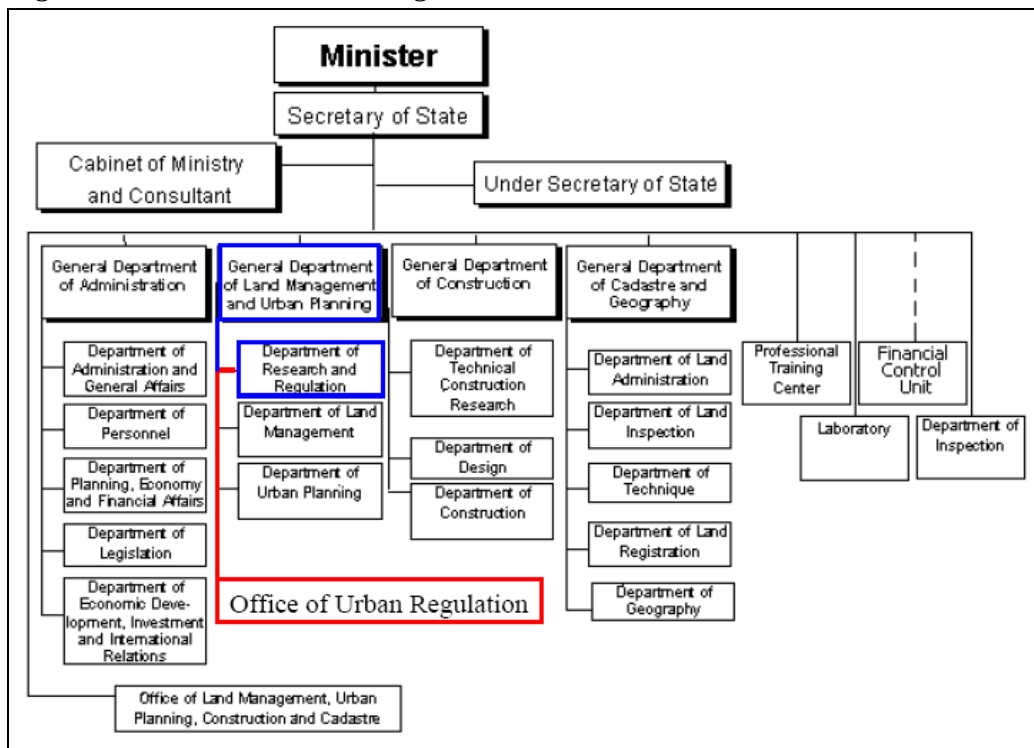 Minister
Secretary of State
Cabinet of Ministry
and Consultant
Under Secretary of State
General Department
of Administration
General Department
of Land Management
and Urban Planning
General Department
of Construction
General Department
of Cadastre and
Geography
Department of
Administration and
General Affairs
Department of
Personnel
Department of
Planning, Economy
and Financial Affairs
Department of
Legislation
Department of
Economic Deve-
lopment, Investment
and International
Relations
Department of
Research and
Regulation
Department of Land
Management
Department of
Urban Planning
Office of Urban Regulation
Department of
Technical
Construction
Research
Department of
Design
Department of
Construction
Department of Land
Administration
Department of Land
Inspection
Department of
Technique
Department of Land
Registration
Department of
Geography
Professional
Training
Center
Laboratory
Financial
Control
Unit
Department of
Inspection
Office of Land Management, Urban
Planning, Construction and Cadastre